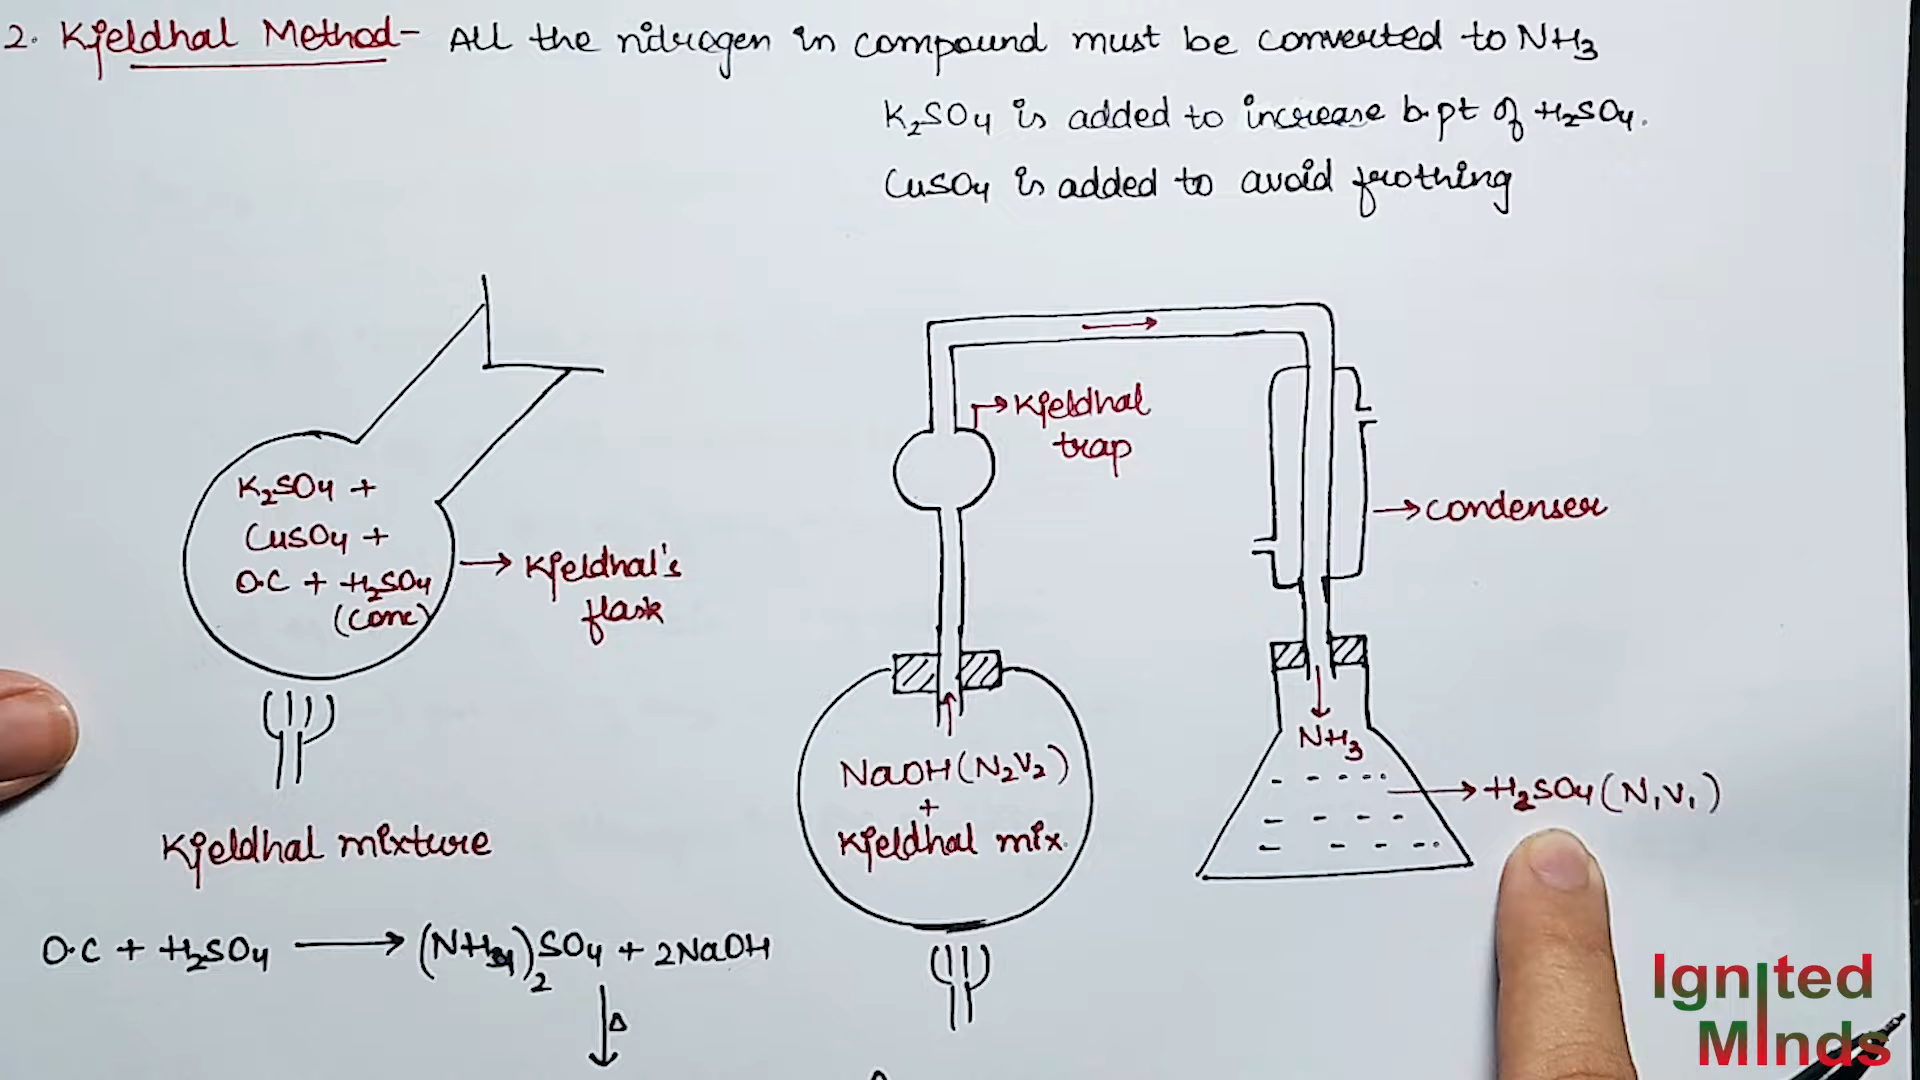 2. Kjeldhal Method- All the nitrogen in compound must be converted to NH3
K2SO4 is added to increase b.pt of H2SO4.
CuSO4 is added to avoid frothing
Kjeldhal trap
K2SO4 +
CuSO4 +
O.C + H2SO4
(conc)
Kjeldhal's
flask
Condenser
NH3
NaOH(N2V2)
+
Kjeldhal mix.
H2SO4(N1V1)
Kjeldhal mixture
O.C + H2SO4 → (NH4)2SO4 + 2NaOH
Δ
Ignited
Minds